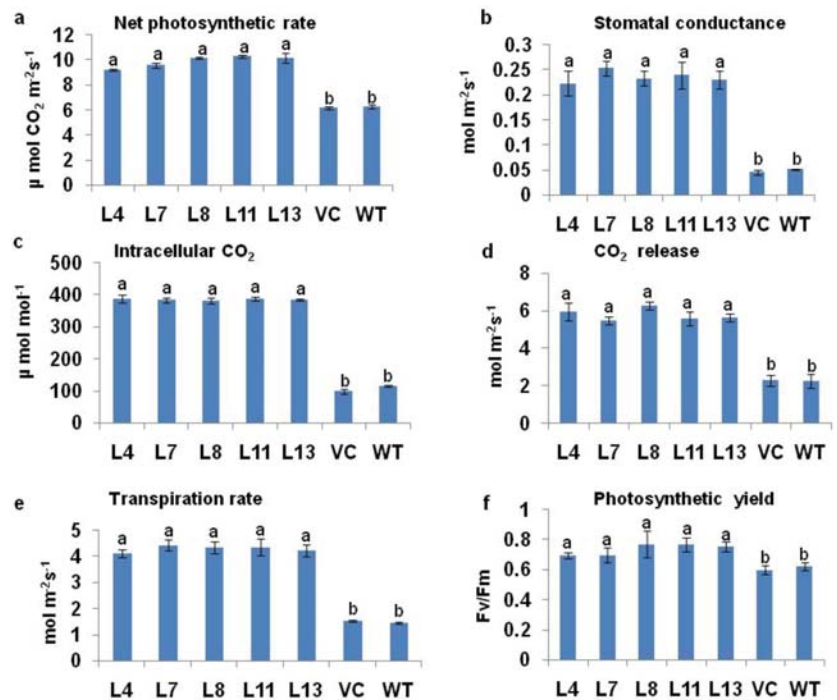 a Net photosynthetic rate
µ mol CO₂ m⁻²s⁻¹
12
10
8
6
4
2
0
a a a a a b b
L4 L7 L8 L11 L13 VC WT
b Stomatal conductance
mol m⁻²s⁻¹
0.3
0.25
0.2
0.15
0.1
0.05
0
a a a a a b b
L4 L7 L8 L11 L13 VC WT
c Intracellular CO₂
µ mol mol⁻¹
500
400
300
200
100
0
a a a a a b b
L4 L7 L8 L11 L13 VC WT
d CO₂ release
mol m⁻²s⁻¹
8
6
4
2
0
a a a a a b b
L4 L7 L8 L11 L13 VC WT
e Transpiration rate
mol m⁻²s⁻¹
5
4
3
2
1
0
a a a a a b b
L4 L7 L8 L11 L13 VC WT
f Photosynthetic yield
Fv/Fm
1
0.8
0.6
0.4
0.2
0
a a a a a b b
L4 L7 L8 L11 L13 VC WT